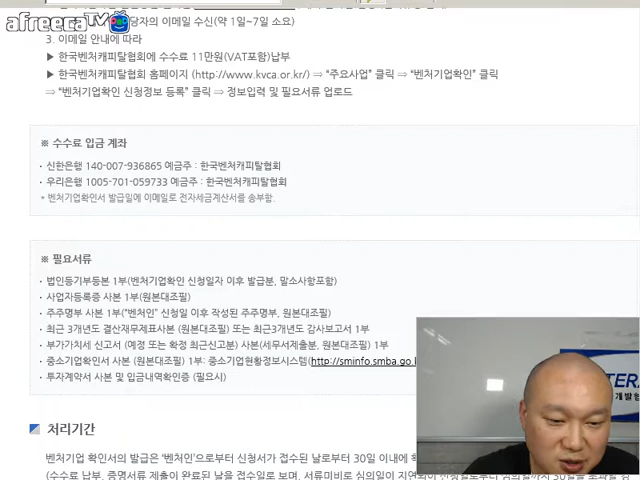 afreecaTV 당자의 이메일 수신(약 1일~7일 소요)
3. 이메일 안내에 따라
▶ 한국벤처캐피탈협회에 수수료 11만원(VAT포함)납부
▶ 한국벤처캐피탈협회 홈페이지 (http://www.kvca.or.kr/) ⇒ "주요사업" 클릭 ⇒ "벤처기업확인" 클릭
⇒ "벤처기업확인 신청정보 등록" 클릭 ⇒ 정보입력 및 필요서류 업로드
※ 수수료 입금 계좌
· 신한은행 140-007-936865 예금주 : 한국벤처캐피탈협회
· 우리은행 1005-701-059733 예금주 : 한국벤처캐피탈협회
* 벤처기업확인서 발급일에 이메일로 전자세금계산서를 송부함.
※ 필요서류
· 법인등기부등본 1부(벤처기업확인 신청일자 이후 발급분, 말소사항포함)
· 사업자등록증 사본 1부(원본대조필)
· 주주명부 사본 1부("벤처인" 신청일 이후 작성된 주주명부, 원본대조필)
· 최근 3개년도 결산재무제표사본 (원본대조필) 또는 최근3개년도 감사보고서 1부
· 부가가치세 신고서 (예정 또는 확정 최근신고분) 사본(세무서제출분, 원본대조필) 1부
· 중소기업확인서 사본 (원본대조필) 1부: 중소기업현황정보시스템(http://sminfo.smba.go.k
· 투자계약서 사본 및 입금내역확인증 (필요시)
TER.
개발협
처리기간
벤처기업 확인서의 발급은 '벤처인'으로부터 신청서가 접수된 날로부터 30일 이내에
(수수료 납부, 증명서류 제출이 완료된 날을 접수일로 보며, 서류미비로 심의일이 지연되어